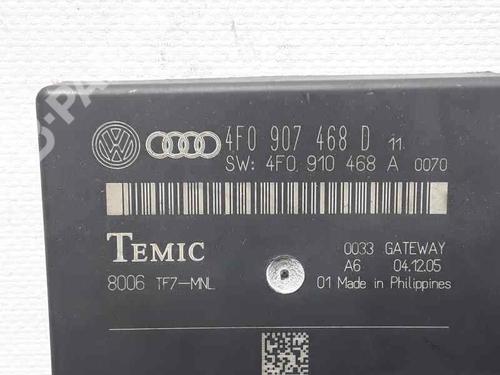 4F0 907 468 D 11
SW: 4F0 910 468 A 0070
TEMIC
0033 GATEWAY
8006 TF7-MNL
A6 04.12.05
01 Made in Philippines